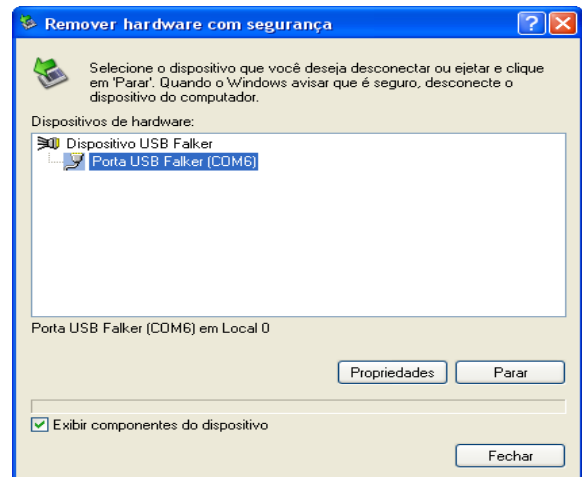 Remover hardware com segurança
Selecione o dispositivo que você deseja desconectar ou ejetar e clique
em 'Parar'. Quando o Windows avisar que é seguro, desconecte o
dispositivo do computador.
Dispositivos de hardware:
Dispositivo USB Falker
Porta USB Falker (COM6)
Porta USB Falker (COM6) em Local 0
Propriedades Parar
Exibir componentes do dispositivo
Fechar